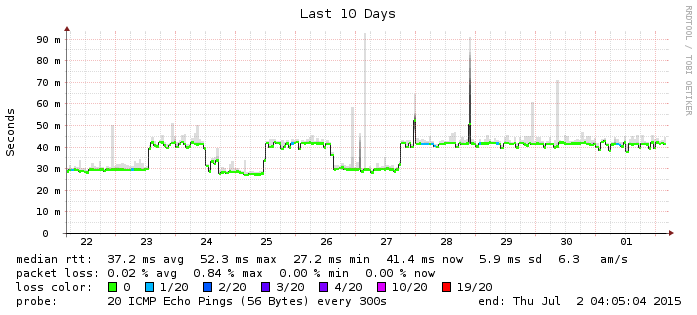 Last 10 Days
RRDTOOL / TOBI OETIKER
Seconds
90 m
80 m
70 m
60 m
50 m
40 m
30 m
20 m
10 m
0
22 23 24 25 26 27 28 29 30 01
median rtt: 37.2 ms avg 52.3 ms max 27.2 ms min 41.4 ms now 5.9 ms sd 6.3 am/s
packet loss: 0.02 % avg 0.84 % max 0.00 % min 0.00 % now
loss color: 0 1/20 2/20 3/20 4/20 10/20 19/20
probe: 20 ICMP Echo Pings (56 Bytes) every 300s end: Thu Jul 2 04:05:04 2015